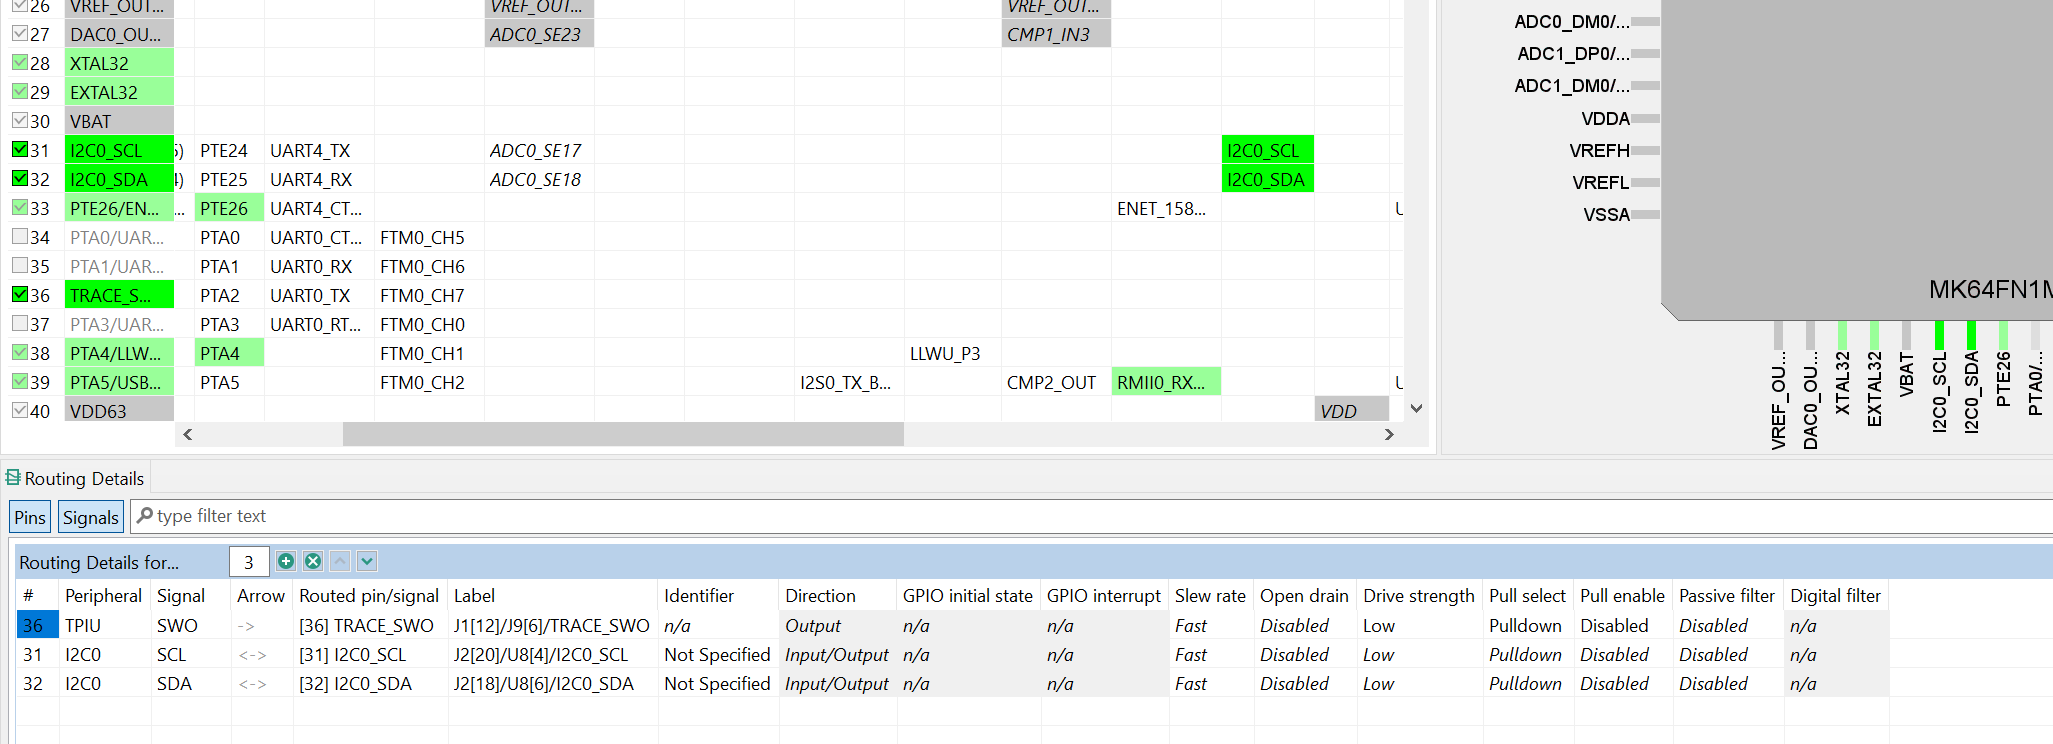 26 VREF_OUT... VREF_OUT... VREF_OUT...
27 DAC0_OU... ADC0_SE23 CMP1_IN3
28 XTAL32
29 EXTAL32
30 VBAT
31 I2C0_SCL 5) PTE24 UART4_TX ADC0_SE17 I2C0_SCL
32 I2C0_SDA 4) PTE25 UART4_RX ADC0_SE18 I2C0_SDA
33 PTE26/EN... ... PTE26 UART4_CT... ENET_158... U
34 PTA0/UAR... PTA0 UART0_CT... FTM0_CH5
35 PTA1/UAR... PTA1 UART0_RX FTM0_CH6
36 TRACE_S... PTA2 UART0_TX FTM0_CH7
37 PTA3/UAR... PTA3 UART0_RT... FTM0_CH0
38 PTA4/LLW... PTA4 FTM0_CH1 LLWU_P3
39 PTA5/USB... PTA5 FTM0_CH2 I2S0_TX_B... CMP2_OUT RMII0_RX... U
40 VDD63 VDD
ADC0_DM0/...
ADC1_DP0/...
ADC1_DM0/...
VDDA
VREFH
VREFL
VSSA
MK64FN1M
VREF_OU...
DAC0_OU...
XTAL32
EXTAL32
VBAT
I2C0_SCL
I2C0_SDA
PTE26
PTA0/...
Routing Details
Pins Signals type filter text
Routing Details for... 3
# Peripheral Signal Arrow Routed pin/signal Label Identifier Direction GPIO initial state GPIO interrupt Slew rate Open drain Drive strength Pull select Pull enable Passive filter Digital filter
36 TPIU SWO -> [36] TRACE_SWO J1[12]/J9[6]/TRACE_SWO n/a Output n/a n/a Fast Disabled Low Pulldown Disabled Disabled n/a
31 I2C0 SCL <-> [31] I2C0_SCL J2[20]/U8[4]/I2C0_SCL Not Specified Input/Output n/a n/a Fast Disabled Low Pulldown Disabled Disabled n/a
32 I2C0 SDA <-> [32] I2C0_SDA J2[18]/U8[6]/I2C0_SDA Not Specified Input/Output n/a n/a Fast Disabled Low Pulldown Disabled Disabled n/a